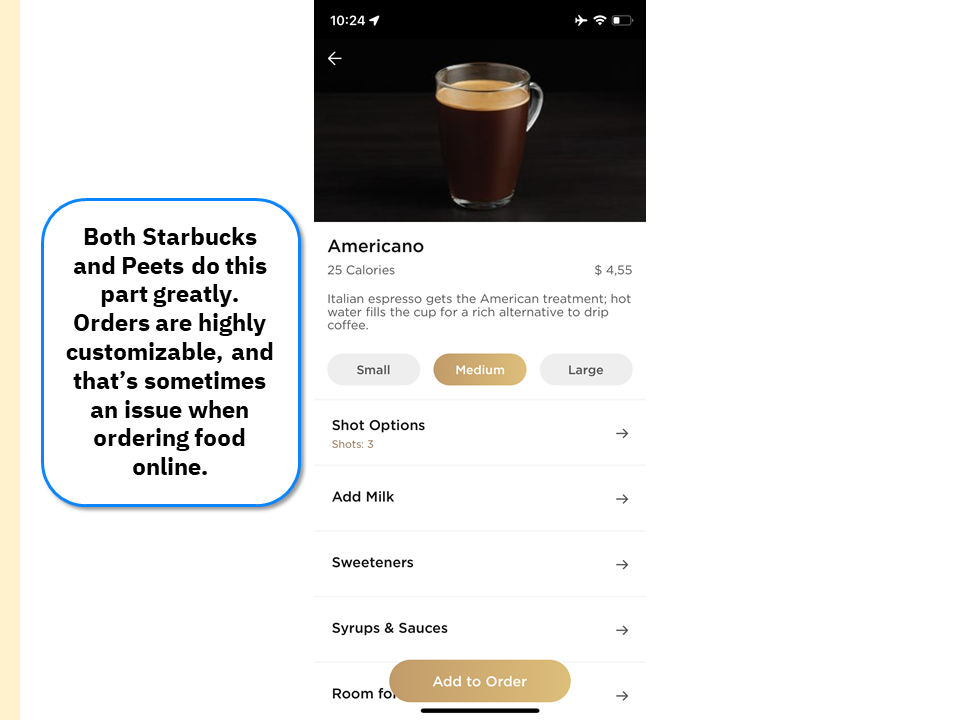 10:24
Both Starbucks
and Peets do this
part greatly.
Orders are highly
customizable, and
that’s sometimes
an issue when
ordering food
online.
Americano
25 Calories
$ 4,55
Italian espresso gets the American treatment; hot
water fills the cup for a rich alternative to drip
coffee.
Small
Medium
Large
Shot Options
Shots: 3
Add Milk
Sweeteners
Syrups & Sauces
Room for
Add to Order